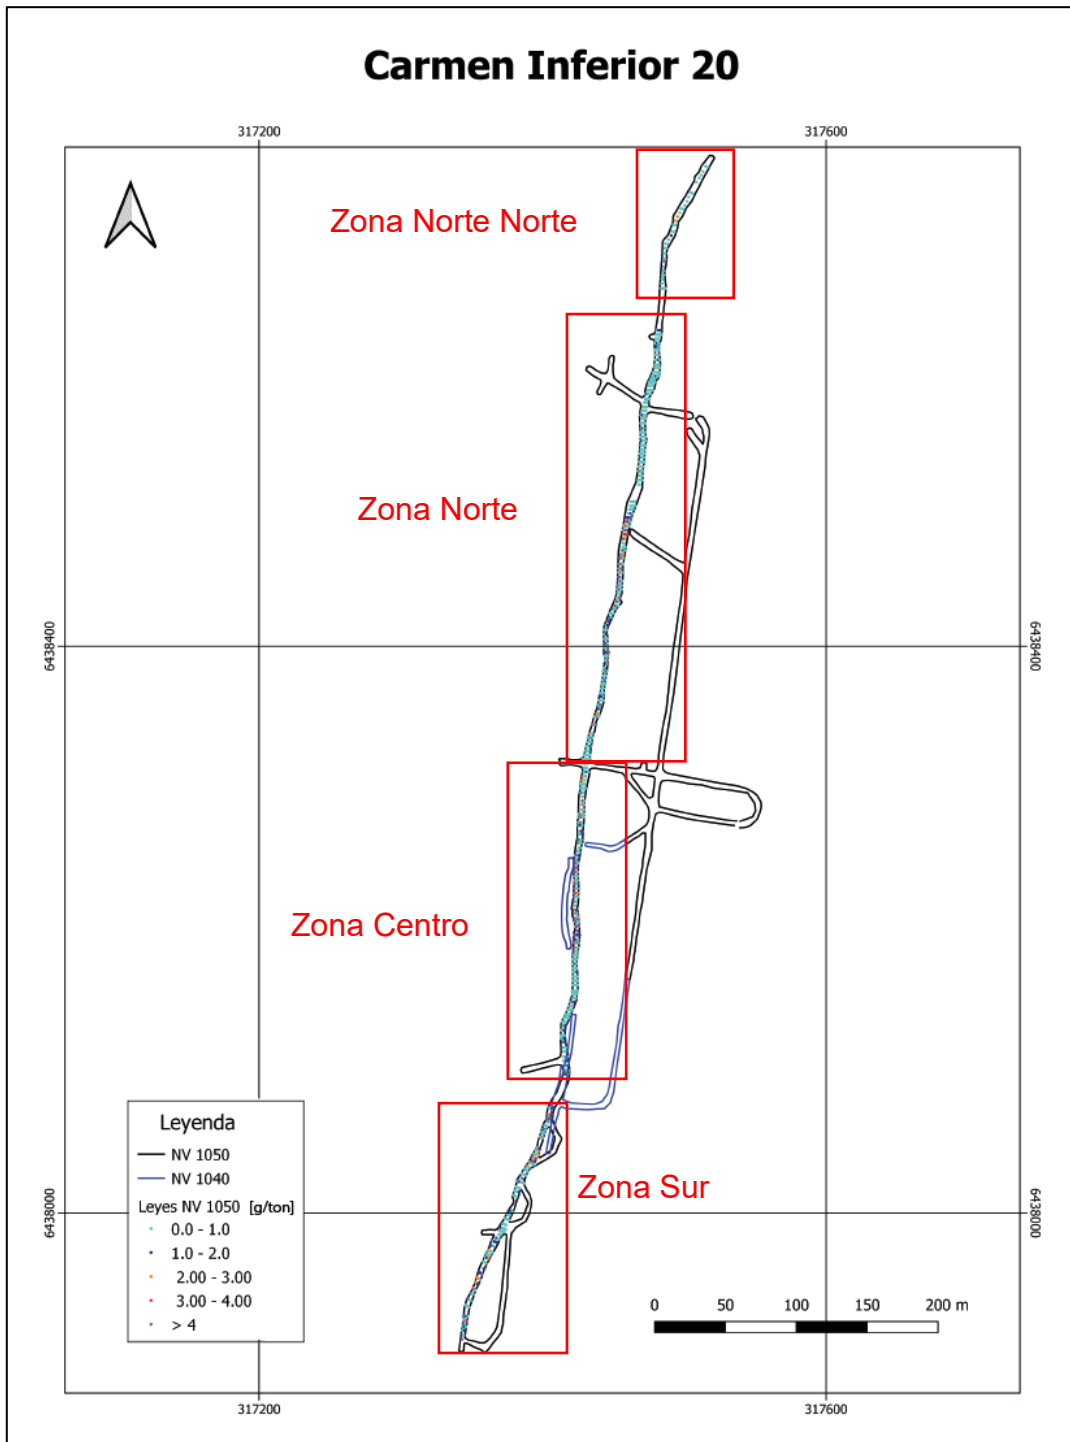 Carmen Inferior 20
317200
317600
Zona Norte Norte
Zona Norte
6438400
6438400
Zona Centro
Leyenda
NV 1050
NV 1040
Leyes NV 1050 [g/ton]
0.0 - 1.0
1.0 - 2.0
2.00 - 3.00
3.00 - 4.00
> 4
Zona Sur
6438000
6438000
0 50 100 150 200 m
317200
317600